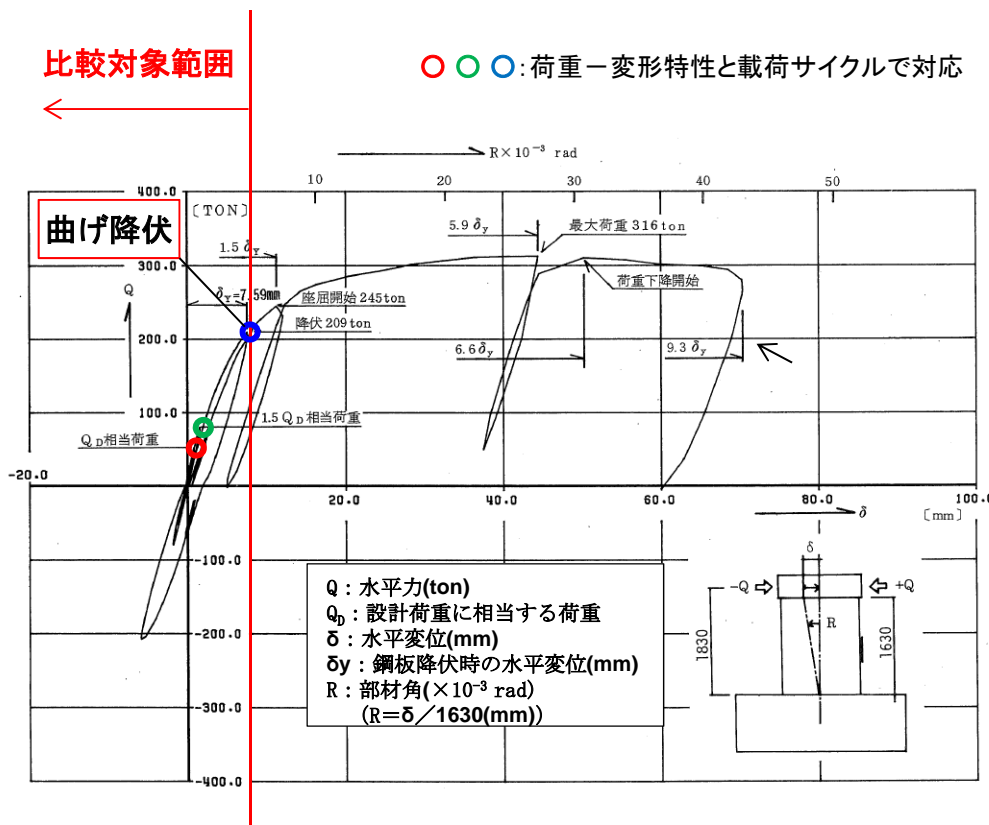 比較対象範囲
○ ○ ○:荷重－変形特性と載荷サイクルで対応
R×10⁻³ rad
10 20 30 40 50
400.0
〔TON〕
曲げ降伏
1.5 δY
5.9 δy
最大荷重 316ton
300.0
荷重下降開始
Q
δY=7.59mm
座屈開始 245ton
降伏 209ton
200.0
6.6 δy
9.3 δy
100.0
1.5 QD相当荷重
QD相当荷重
-20.0
20.0 40.0 60.0 80.0 100.0
δ
〔mm〕
-100.0
δ
-Q
+Q
R
1830
1630
Q：水平力(ton)
QD：設計荷重に相当する荷重
δ：水平変位(mm)
δy：鋼板降伏時の水平変位(mm)
R：部材角(×10⁻³ rad)
(R＝δ／1630(mm))
-200.0
-300.0
-400.0